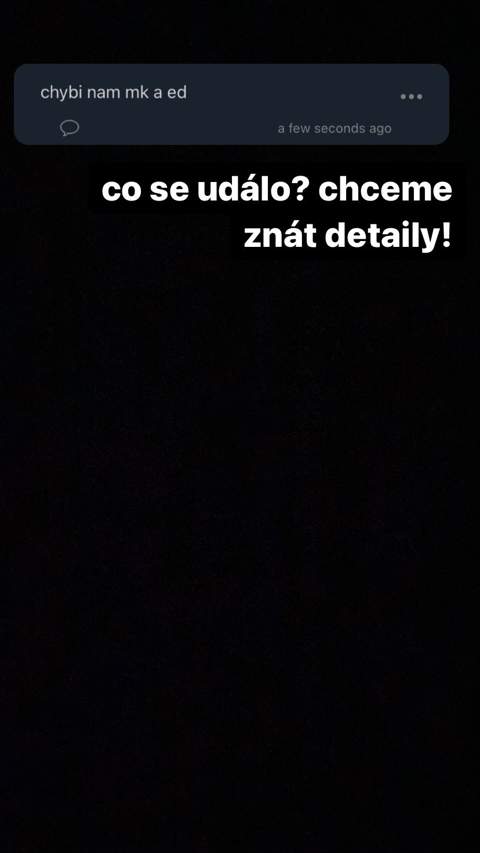 chybi nam mk a ed
•••
a few seconds ago
co se událo? chceme
znát detaily!